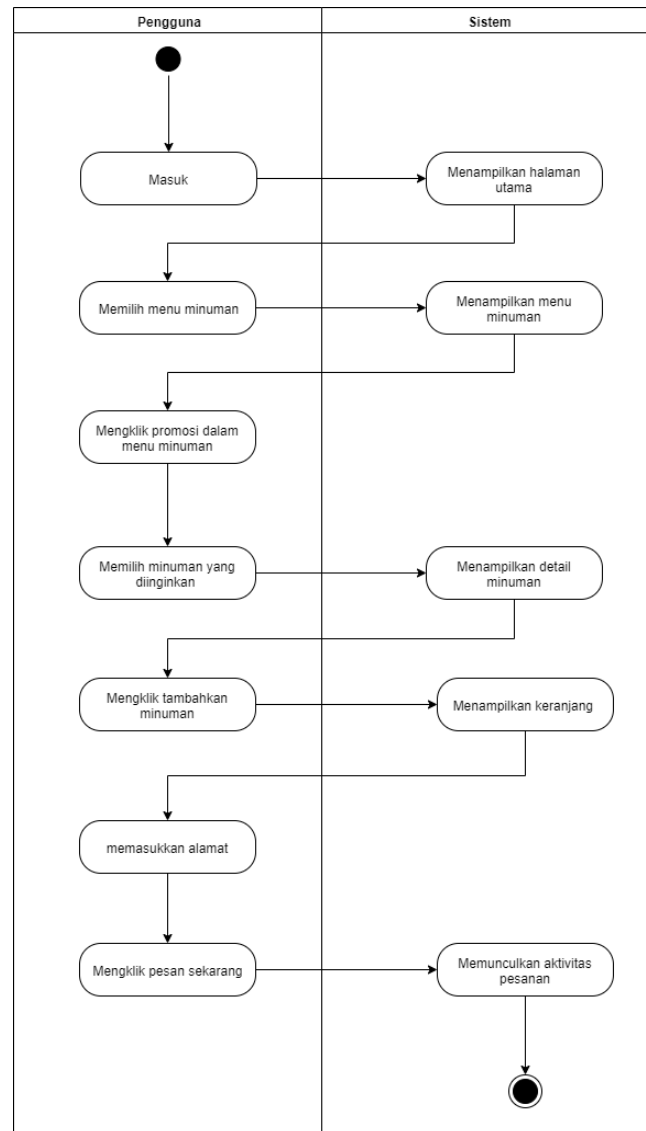 Pengguna
Sistem
Masuk
Menampilkan halaman
utama
Memilih menu minuman
Menampilkan menu
minuman
Mengklik promosi dalam
menu minuman
Memilih minuman yang
diinginkan
Menampilkan detail
minuman
Mengklik tambahkan
minuman
Menampilkan keranjang
memasukkan alamat
Mengklik pesan sekarang
Memunculkan aktivitas
pesanan